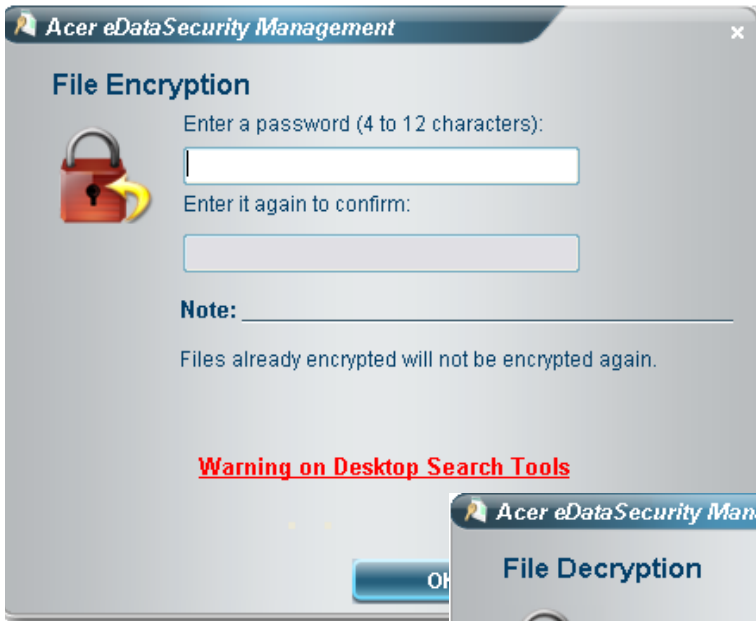 Acer eDataSecurity Management
File Encryption
Enter a password (4 to 12 characters):
Enter it again to confirm:
Note:
Files already encrypted will not be encrypted again.
Warning on Desktop Search Tools
OK
Acer eDataSecurity
File Decryption